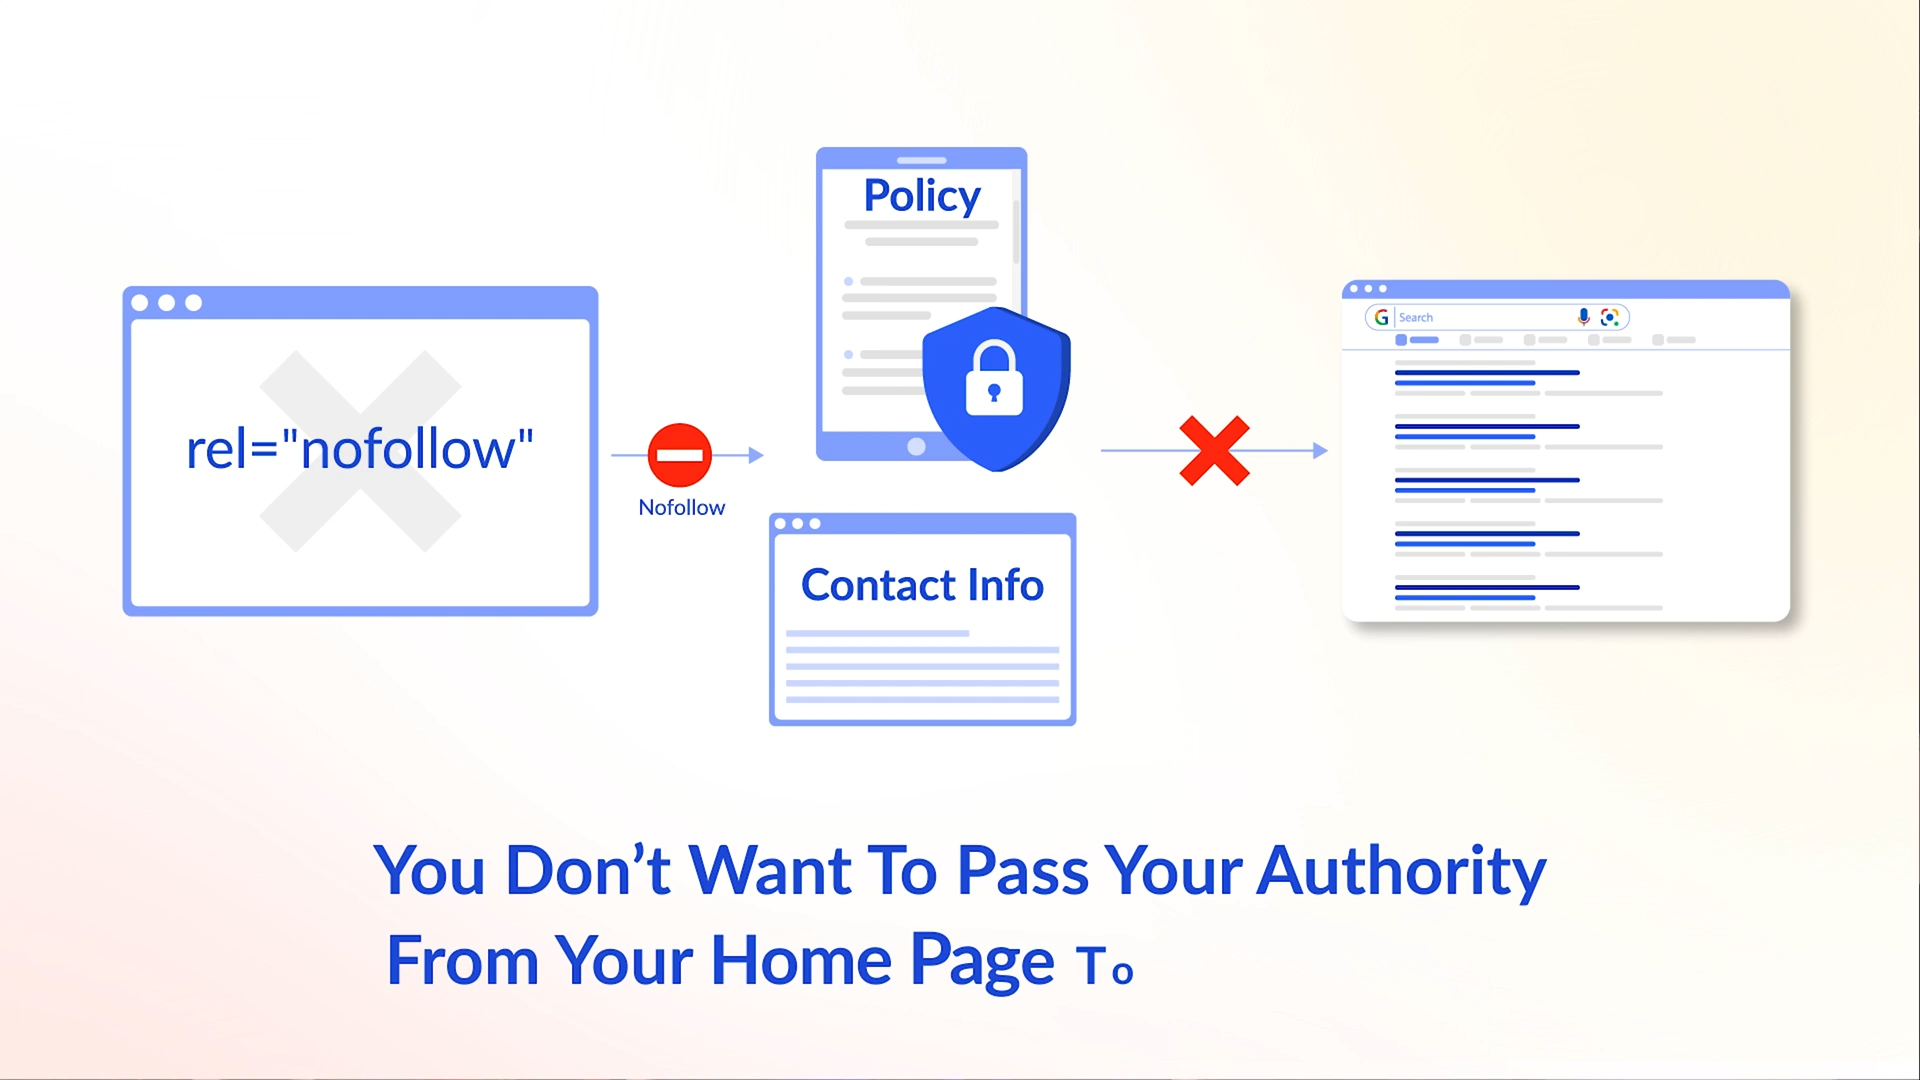 Policy
rel="nofollow"
Nofollow
Contact Info
G Search
You Don’t Want To Pass Your Authority
From Your Home Page To